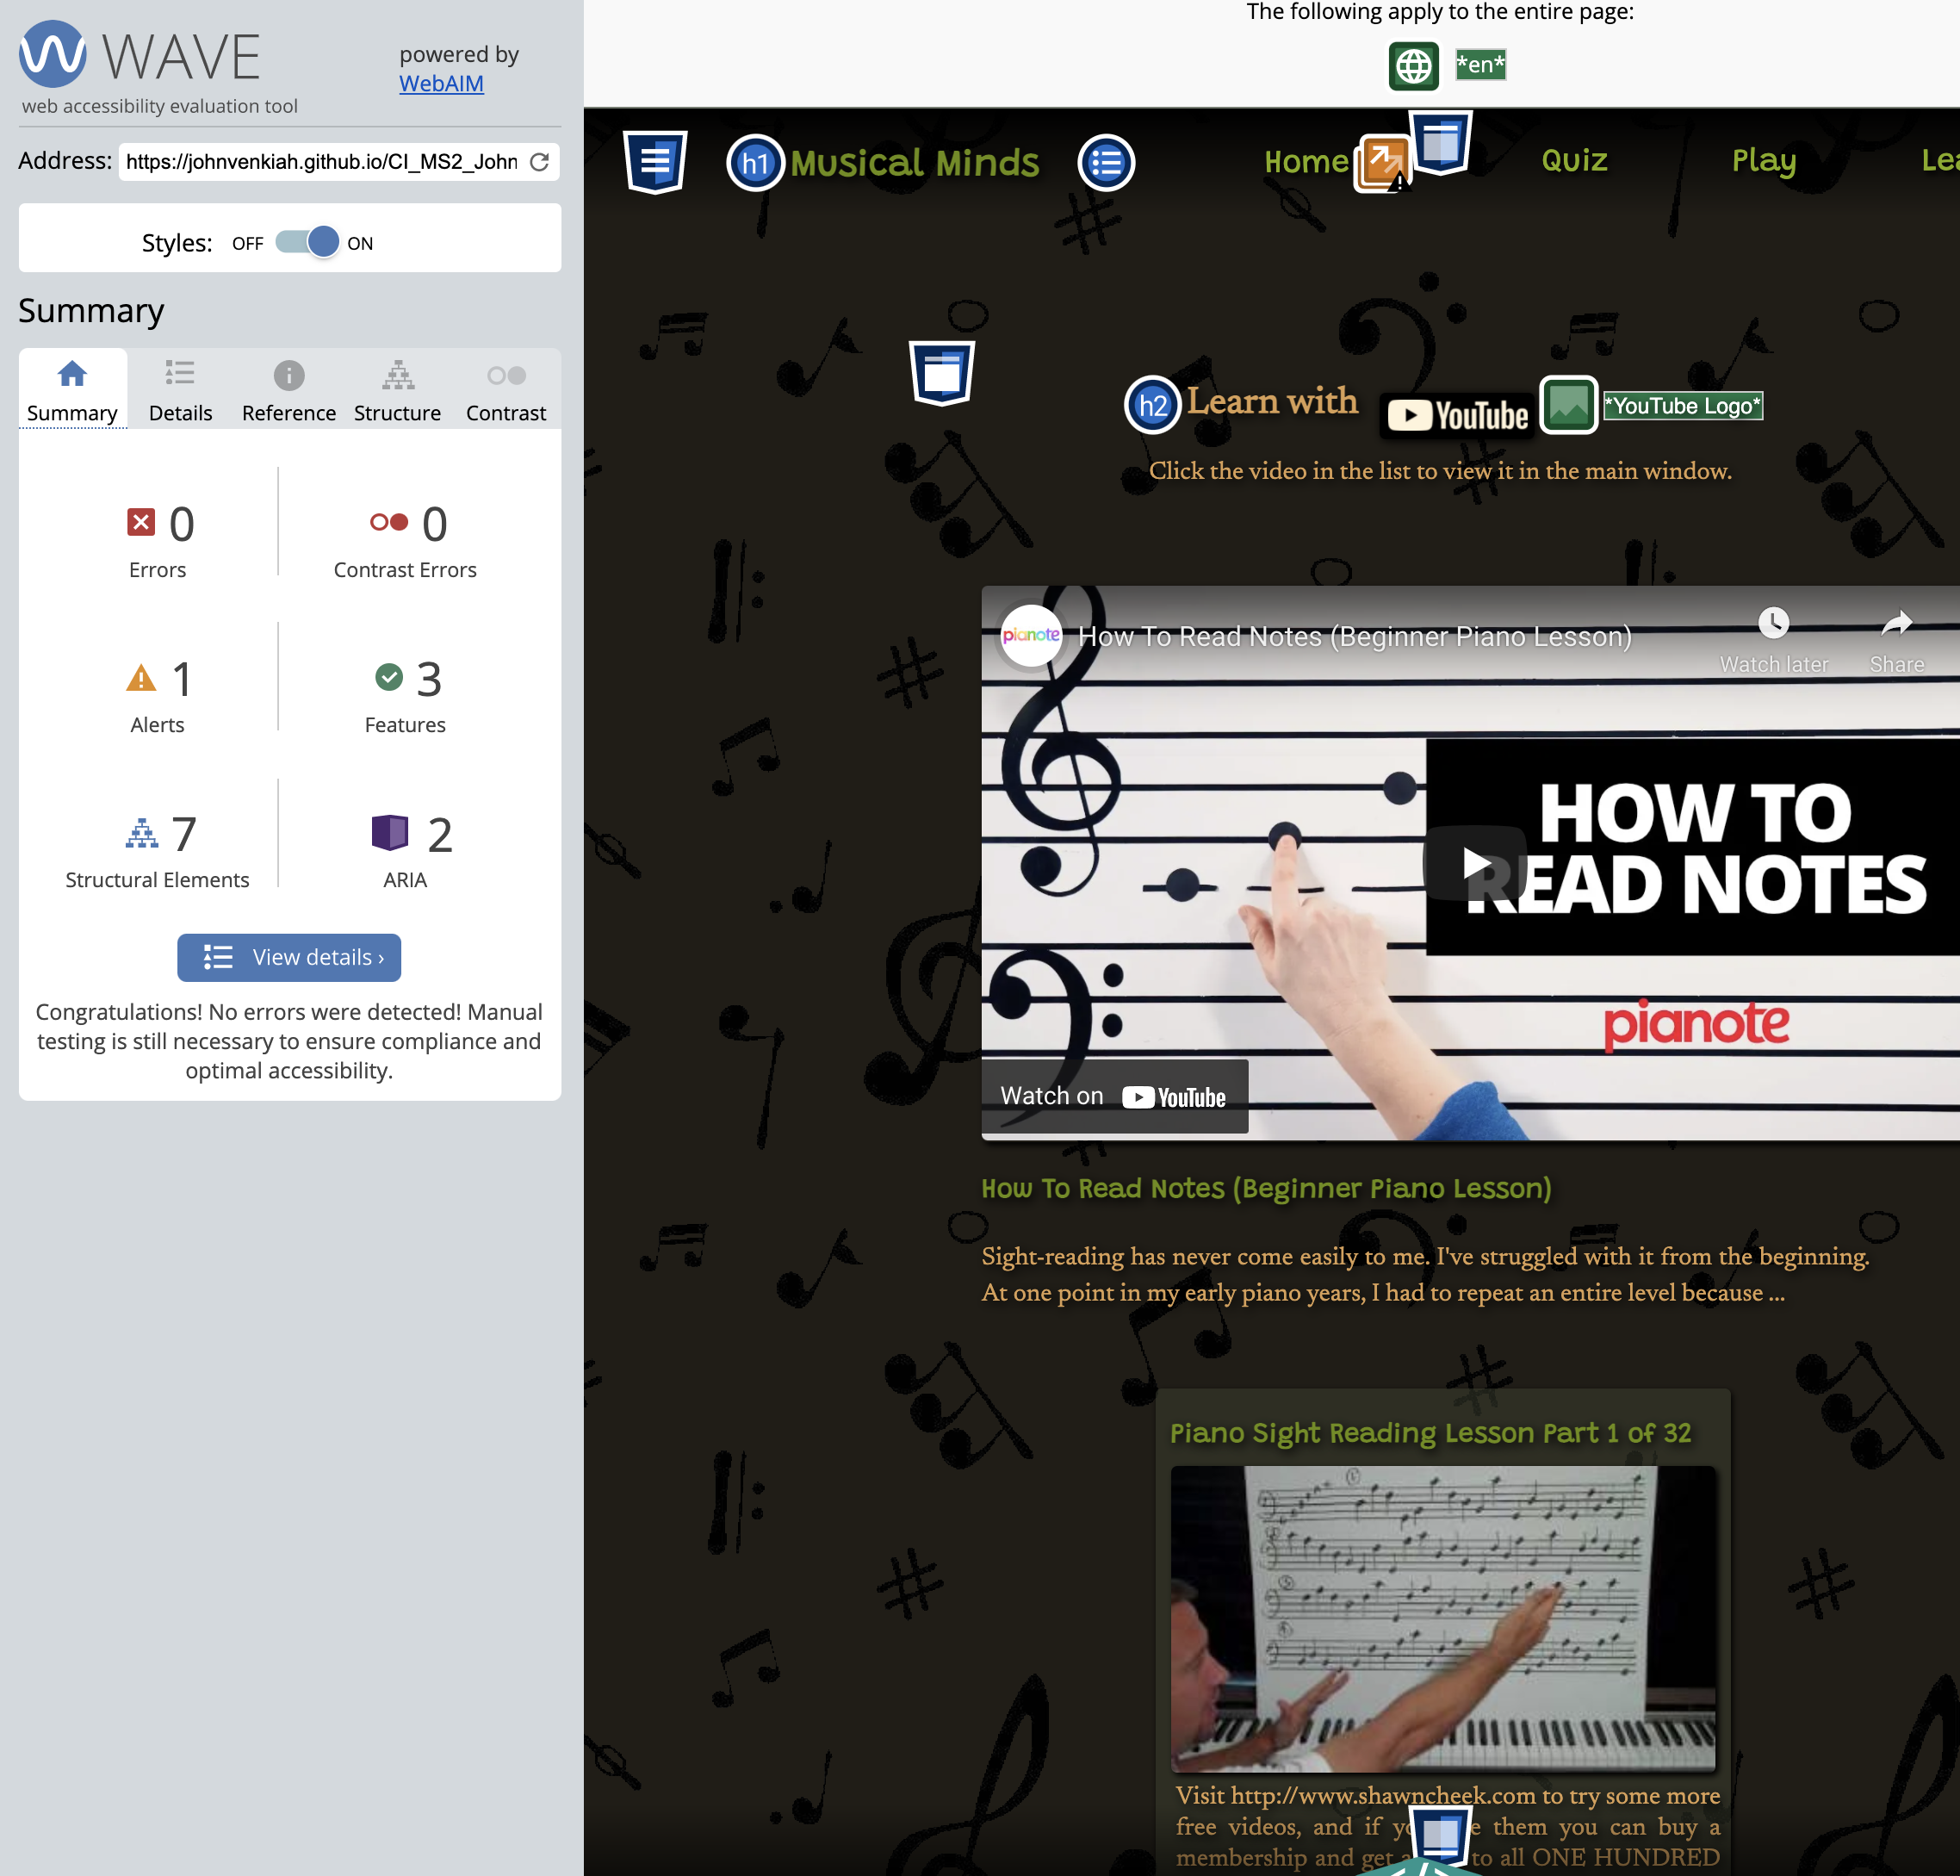 WAVE
web accessibility evaluation tool
powered by
WebAIM
Address: https://johnvenkiah.github.io/CI_MS2_John
Styles: OFF ON
Summary
Summary Details Reference Structure Contrast
0
Errors
0
Contrast Errors
1
Alerts
3
Features
7
Structural Elements
2
ARIA
View details ›
Congratulations! No errors were detected! Manual
testing is still necessary to ensure compliance and
optimal accessibility.
The following apply to the entire page:
*en*
h1 Musical Minds Home Quiz Play Lea
h2 Learn with YouTube *YouTube Logo*
Click the video in the list to view it in the main window.
pianote How To Read Notes (Beginner Piano Lesson)
Watch later Share
HOW TO
READ NOTES
pianote
Watch on YouTube
How To Read Notes (Beginner Piano Lesson)
Sight-reading has never come easily to me. I've struggled with it from the beginning.
At one point in my early piano years, I had to repeat an entire level because ...
Piano Sight Reading Lesson Part 1 of 32
Visit http://www.shawncheek.com to try some more
free videos, and if them you can buy a
membership and get to all ONE HUNDRED